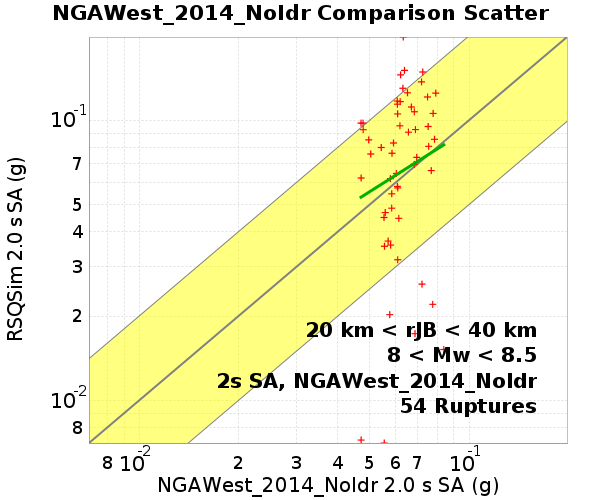 NGAWest_2014_NoIdr Comparison Scatter
RSQSim 2.0 s SA (g)
10^-1
7
5
4
3
2
10^-2
8
20 km < rJB < 40 km
8 < Mw < 8.5
2s SA, NGAWest_2014_NoIdr
54 Ruptures
8 10^-2 2 3 4 5 6 7 10^-1
NGAWest_2014_NoIdr 2.0 s SA (g)